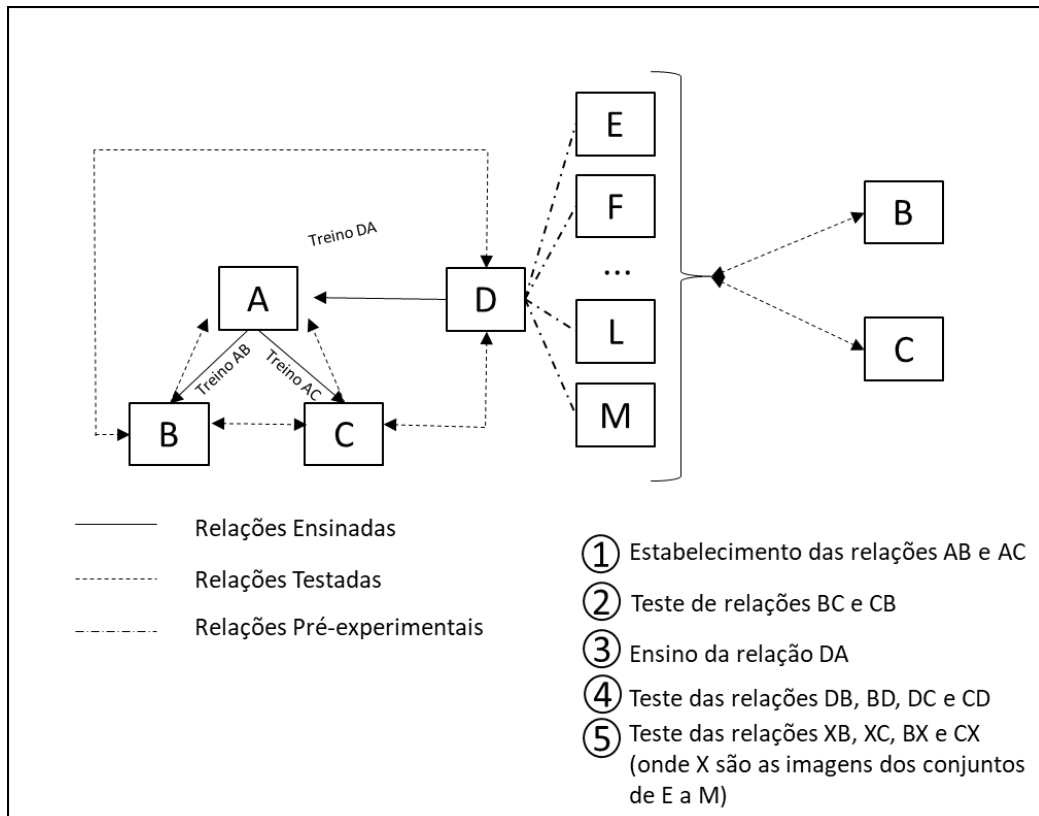 E
F
...
L
M
B
C
Treino DA
A
D
Treino AB
Treino AC
B
C
Relações Ensinadas
Relações Testadas
Relações Pré-experimentais
1 Estabelecimento das relações AB e AC
2 Teste de relações BC e CB
3 Ensino da relação DA
4 Teste das relações DB, BD, DC e CD
5 Teste das relações XB, XC, BX e CX
(onde X são as imagens dos conjuntos
de E a M)